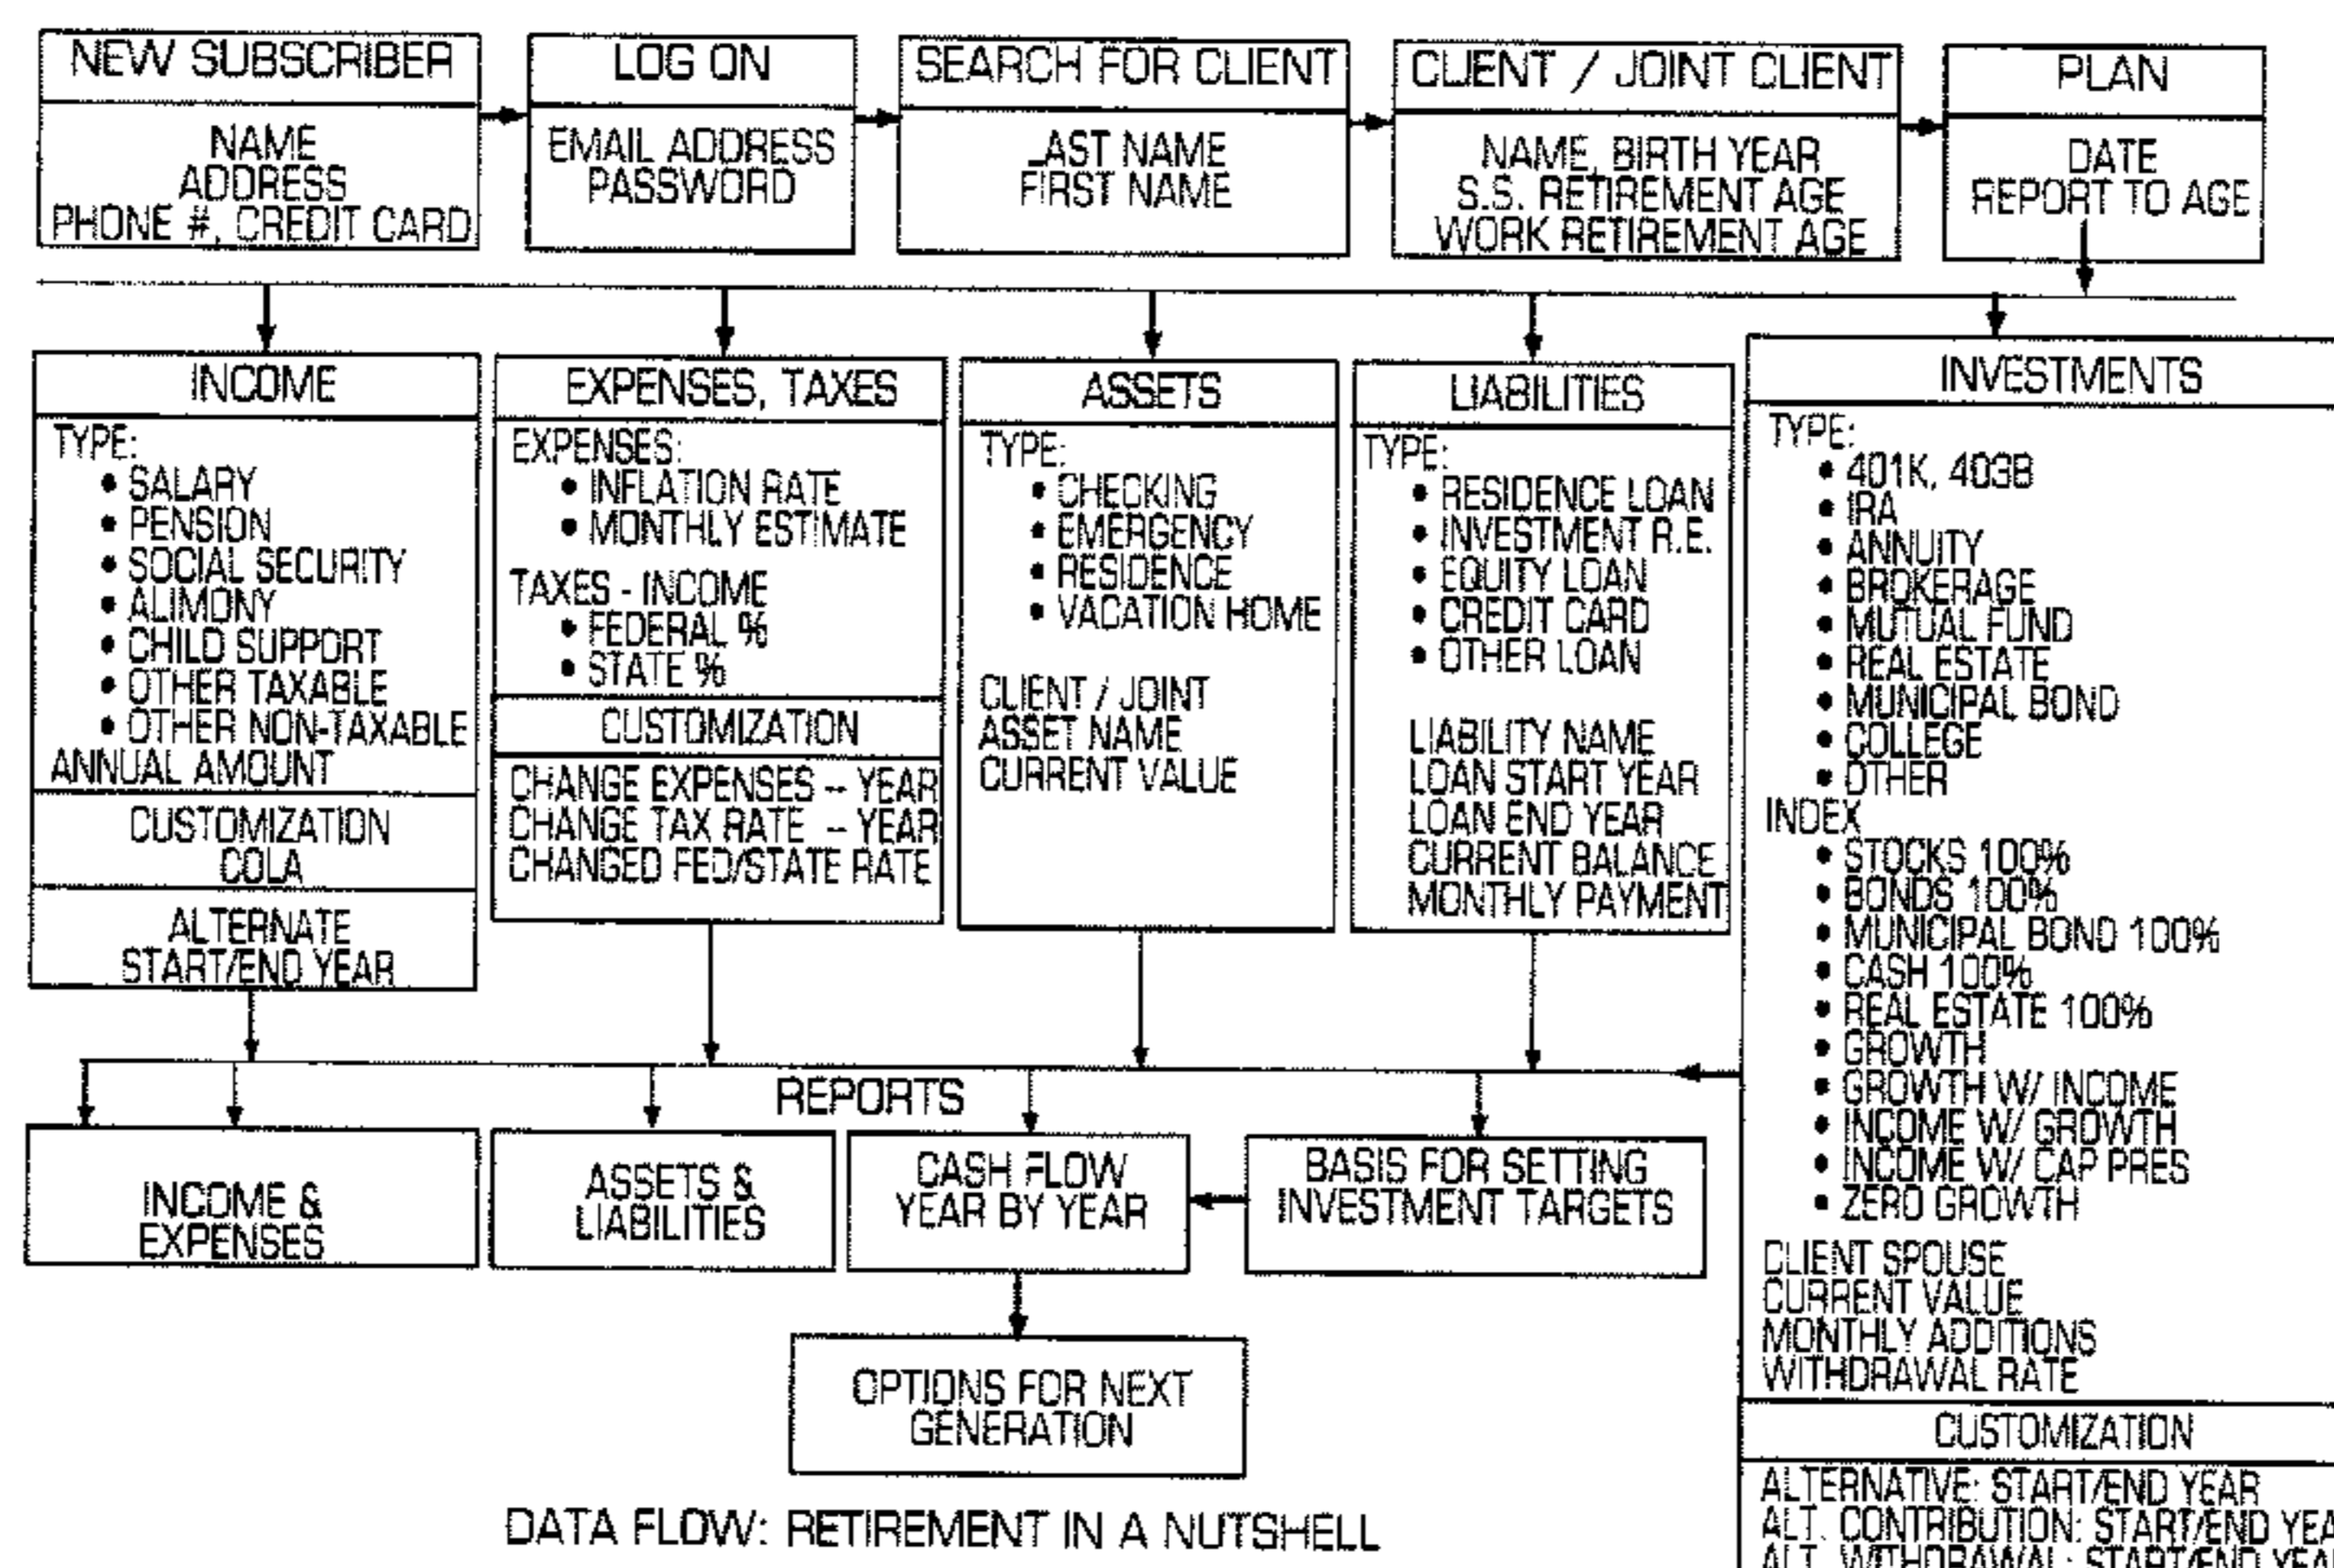 NEW SUBSCRIBER
NAME
ADDRESS
PHONE #, CREDIT CARD
LOG ON
EMAIL ADDRESS
PASSWORD
SEARCH FOR CLIENT
LAST NAME
FIRST NAME
CLIENT / JOINT CLIENT
NAME, BIRTH YEAR
S.S. RETIREMENT AGE
WORK RETIREMENT AGE
PLAN
DATE
REPORT TO AGE
INCOME
TYPE:
• SALARY
• PENSION
• SOCIAL SECURITY
• ALIMONY
• CHILD SUPPORT
• OTHER TAXABLE
• OTHER NON-TAXABLE
ANNUAL AMOUNT
CUSTOMIZATION
COLA
ALTERNATE
START/END YEAR
EXPENSES, TAXES
EXPENSES:
• INFLATION RATE
• MONTHLY ESTIMATE
TAXES - INCOME
• FEDERAL %
• STATE %
CUSTOMIZATION
CHANGE EXPENSES -- YEAR
CHANGE TAX RATE -- YEAR
CHANGED FED/STATE RATE
ASSETS
TYPE:
• CHECKING
• EMERGENCY
• RESIDENCE
• VACATION HOME
CLIENT / JOINT
ASSET NAME
CURRENT VALUE
LIABILITIES
TYPE:
• RESIDENCE LOAN
• INVESTMENT R.E.
• EQUITY LOAN
• CREDIT CARD
• OTHER LOAN
LIABILITY NAME
LOAN START YEAR
LOAN END YEAR
CURRENT BALANCE
MONTHLY PAYMENT
INVESTMENTS
TYPE:
• 401K, 403B
• IRA
• ANNUITY
• BROKERAGE
• MUTUAL FUND
• REAL ESTATE
• MUNICIPAL BOND
• COLLEGE
• OTHER
INDEX
• STOCKS 100%
• BONDS 100%
• MUNICIPAL BOND 100%
• CASH 100%
• REAL ESTATE 100%
• GROWTH
• GROWTH W/ INCOME
• INCOME W/ GROWTH
• INCOME W/ CAP PRES
• ZERO GROWTH
CLIENT SPOUSE
CURRENT VALUE
MONTHLY ADDITIONS
WITHDRAWAL RATE
CUSTOMIZATION
ALTERNATIVE: START/END YEAR
ALT. CONTRIBUTION: START/END
ALT. WITHDRAWAL: START/END
REPORTS
INCOME &
EXPENSES
ASSETS &
LIABILITIES
CASH FLOW
YEAR BY YEAR
BASIS FOR SETTING
INVESTMENT TARGETS
OPTIONS FOR NEXT
GENERATION
DATA FLOW: RETIREMENT IN A NUTSHELL